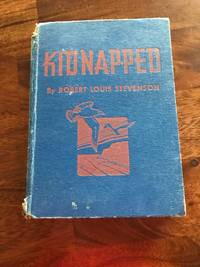 KIDNAPPED
By ROBERT LOUIS STEVENSON